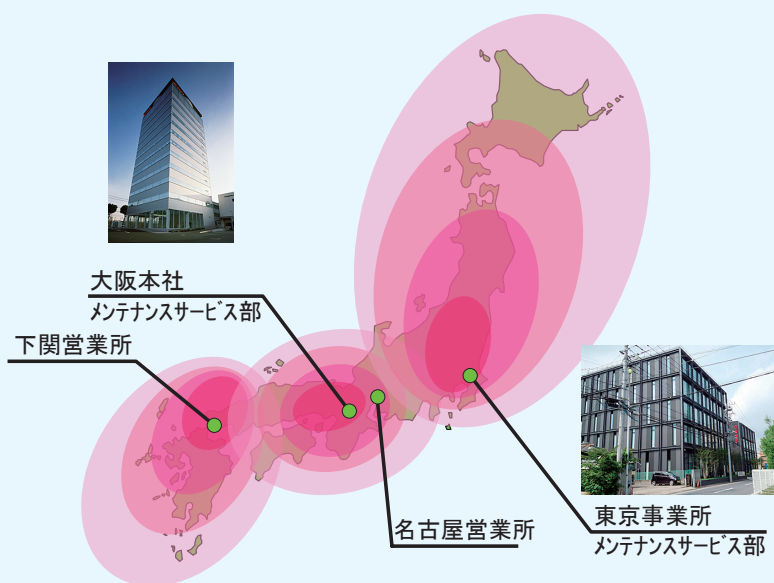 大阪本社
メンテナンスサービス部
下関営業所
名古屋営業所
東京事業所
メンテナンスサービス部